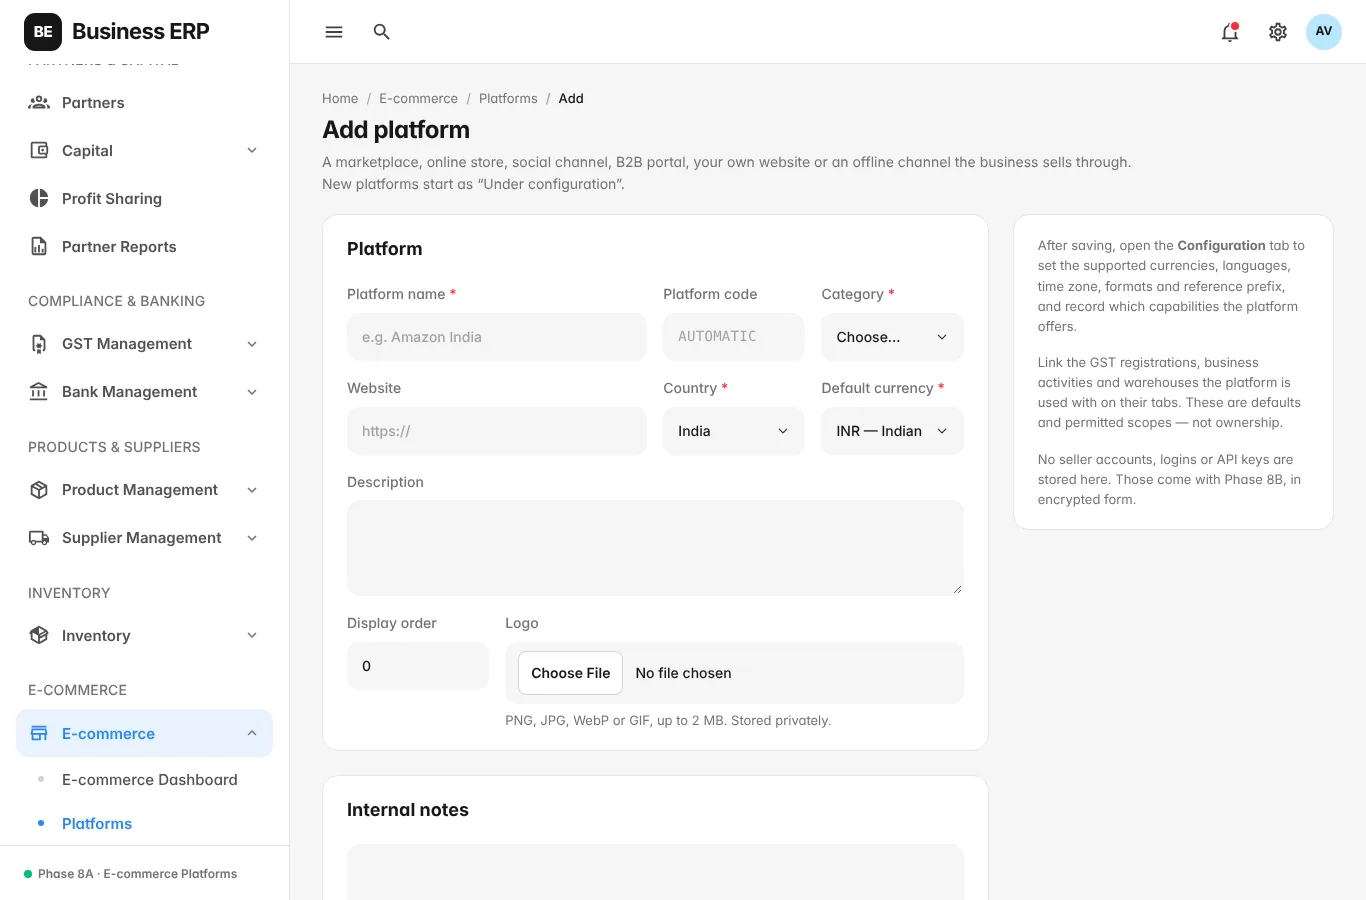 BE Business ERP
Partners
Capital
Profit Sharing
Partner Reports
COMPLIANCE & BANKING
GST Management
Bank Management
PRODUCTS & SUPPLIERS
Product Management
Supplier Management
INVENTORY
Inventory
E-COMMERCE
E-commerce
E-commerce Dashboard
Platforms
Phase 8A · E-commerce Platforms
AV
Home / E-commerce / Platforms / Add
Add platform
A marketplace, online store, social channel, B2B portal, your own website or an offline channel the business sells through.
New platforms start as “Under configuration”.
Platform
Platform name * Platform code Category *
e.g. Amazon India AUTOMATIC Choose...
Website Country * Default currency *
https:// India INR — Indian
Description
Display order Logo
0 Choose File No file chosen
PNG, JPG, WebP or GIF, up to 2 MB. Stored privately.
Internal notes
After saving, open the Configuration tab to
set the supported currencies, languages,
time zone, formats and reference prefix,
and record which capabilities the platform
offers.
Link the GST registrations, business
activities and warehouses the platform is
used with on their tabs. These are defaults
and permitted scopes — not ownership.
No seller accounts, logins or API keys are
stored here. Those come with Phase 8B, in
encrypted form.